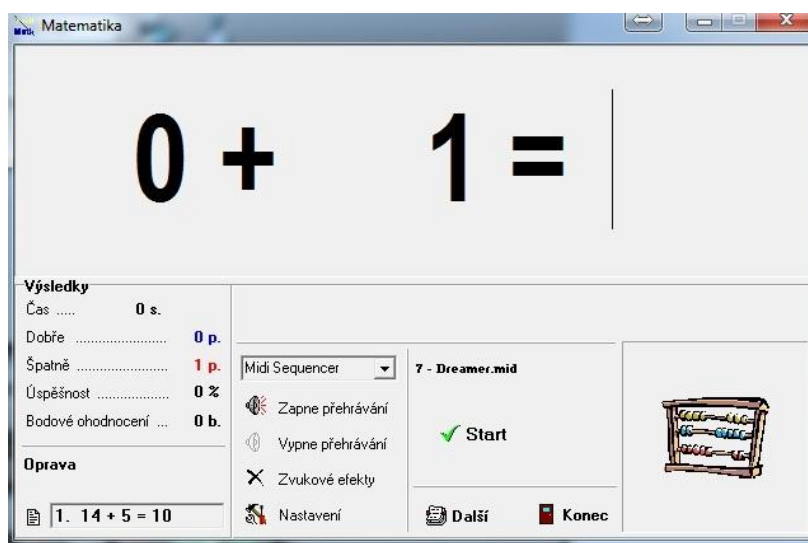 Matematika
0 + 1 =
Výsledky
Čas ..... 0 s.
Dobře ...................... 0 p.
Špatně ...................... 1 p.
Úspěšnost .................. 0 %
Bodové ohodnocení ... 0 b.
Oprava
1. 14 + 5 = 10
Midi Sequencer
Zapne přehrávání
Vypne přehrávání
Zvukové efekty
Nastavení
7 - Dreamer.mid
Start
Další
Konec